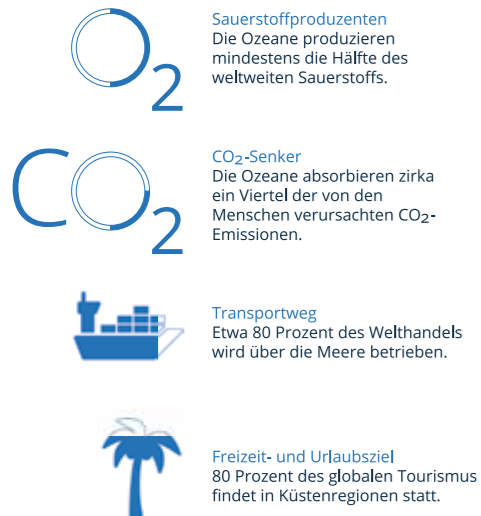 O2
Sauerstoffproduzenten
Die Ozeane produzieren
mindestens die Hälfte des
weltweiten Sauerstoffs.
CO2
CO2-Senker
Die Ozeane absorbieren zirka
ein Viertel der von den
Menschen verursachten CO2-
Emissionen.
Transportweg
Etwa 80 Prozent des Welthandels
wird über die Meere betrieben.
Freizeit- und Urlaubsziel
80 Prozent des globalen Tourismus
findet in Küstenregionen statt.